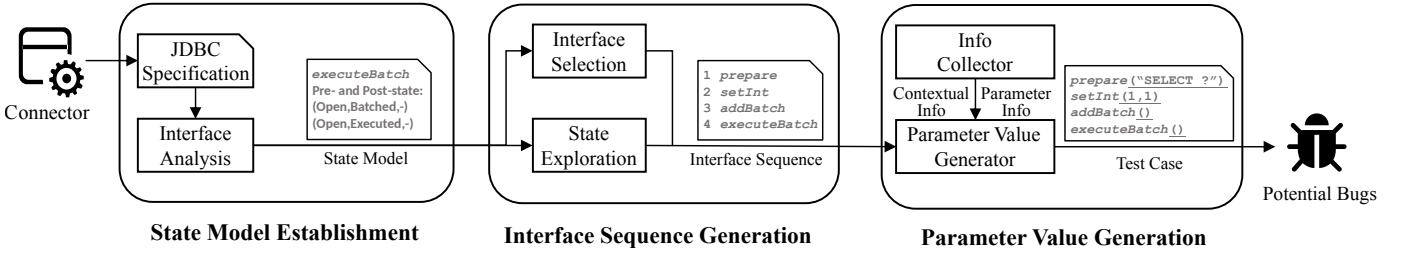 Connector
JDBC
Specification
Interface
Analysis
executeBatch
Pre- and Post-state:
(Open,Batched,-)
(Open,Executed,-)
State Model
State Model Establishment
Interface
Selection
State
Exploration
1 prepare
2 setInt
3 addBatch
4 executeBatch
Interface Sequence
Interface Sequence Generation
Info
Collector
Contextual
Info
Parameter
Info
Parameter Value
Generator
prepare(“SELECT ?”)
setInt(1,1)
addBatch()
executeBatch()
Test Case
Parameter Value Generation
Potential Bugs